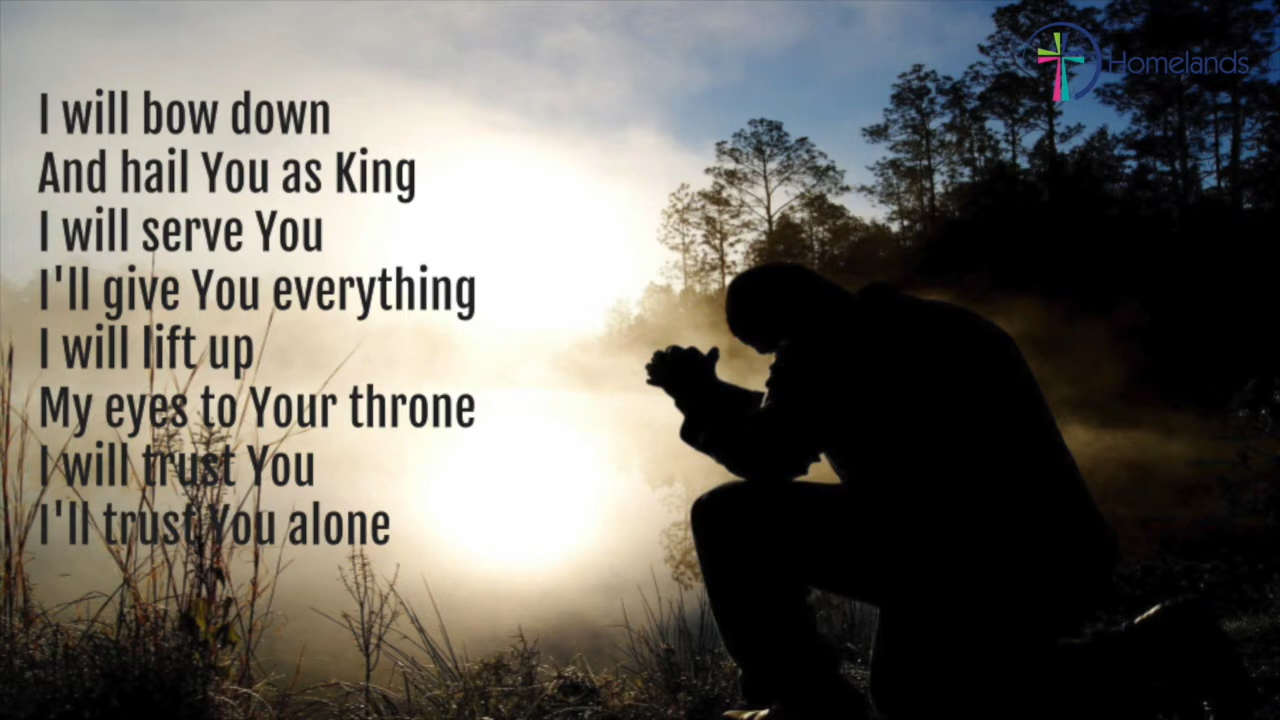 Homelands
I will bow down
And hail You as King
I will serve You
I'll give You everything
I will lift up
My eyes to Your throne
I will trust You
I'll trust You alone